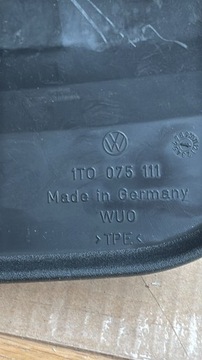 1T0 075 111
Made in Germany
WUO
>TPE<